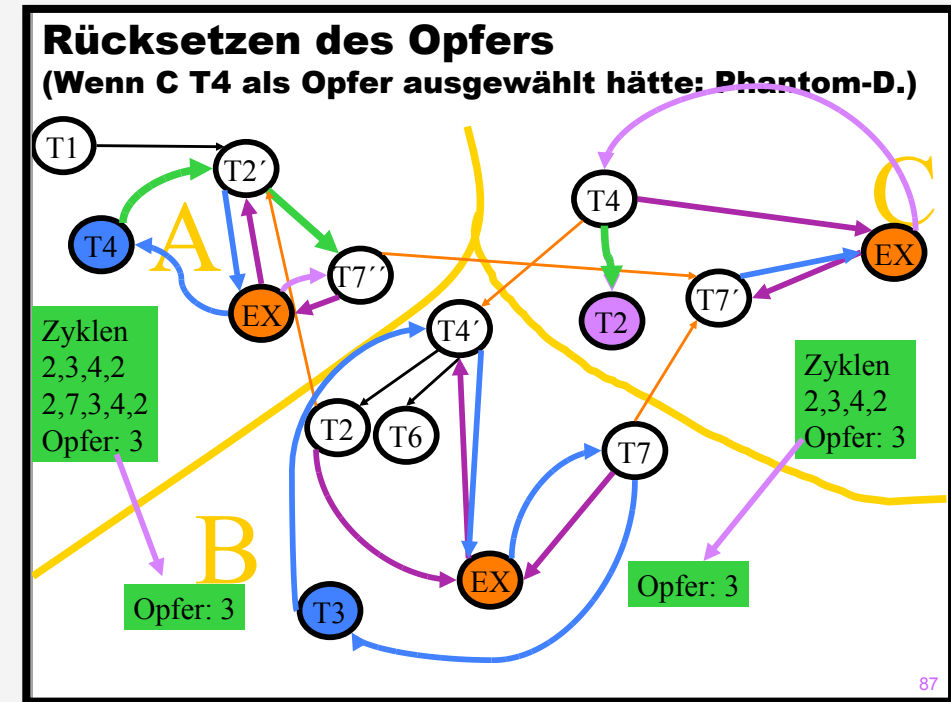 Rücksetzen des Opfers
(Wenn C T4 als Opfer ausgewählt hätte: Phantom-D.)
T1
T2´
T4
A
T7´´
EX
T4
C
EX
T7´
T2
Zyklen
2,3,4,2
2,7,3,4,2
Opfer: 3
T4´
T2
T6
T7
Zyklen
2,3,4,2
Opfer: 3
B
EX
T3
Opfer: 3
Opfer: 3
87